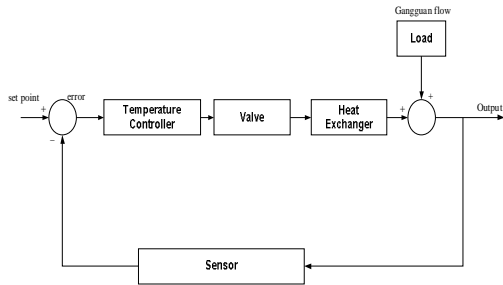 Gangguan flow
Load
set point
+
error
Temperature
Controller
Valve
Heat
Exchanger
+
+
Output
−
Sensor